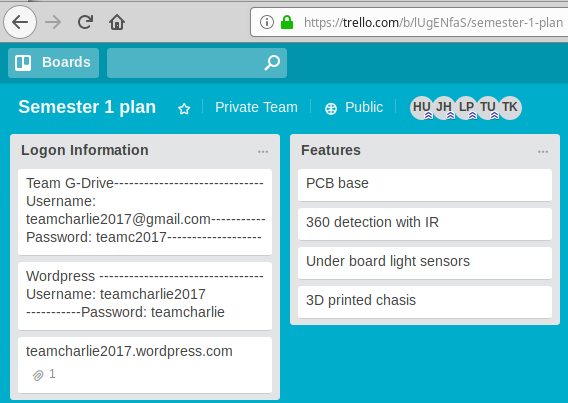 https://trello.com/b/lUgENfaS/semester-1-plan
Boards
Semester 1 plan
Private Team
Public
HU JH LP TU TK
Logon Information
...
Team G-Drive------------------------------
Username:
teamcharlie2017@gmail.com-----------
Password: teamc2017-------------------
Wordpress ---------------------------------
Username: teamcharlie2017
-----------Password: teamcharlie
teamcharlie2017.wordpress.com
1
Features
...
PCB base
360 detection with IR
Under board light sensors
3D printed chasis